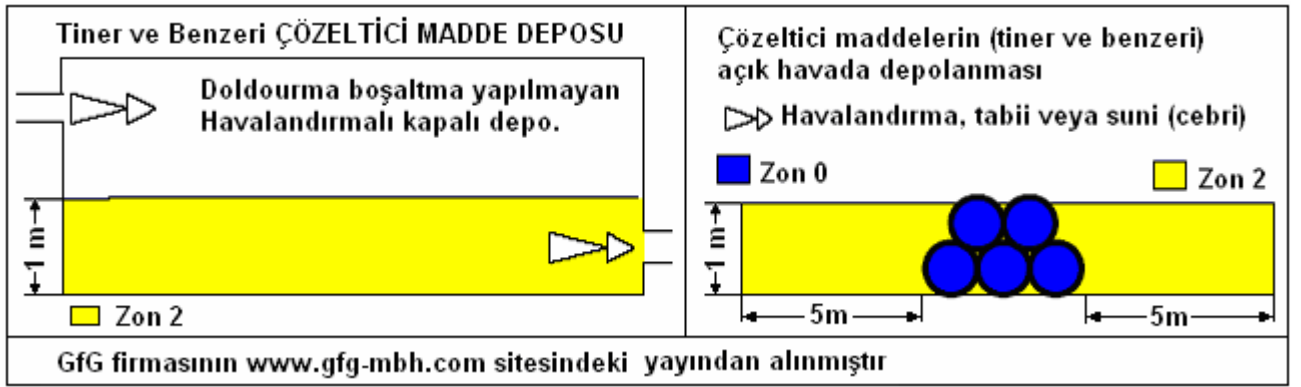 Tiner ve Benzeri ÇÖZELTİCİ MADDE DEPOSU
Doldourma boşaltma yapılmayan
Havalandırmalı kapalı depo.
1 m
Zon 2
Çözeltici maddelerin (tiner ve benzeri)
açık havada depolanması
Havalandırma, tabii veya suni (cebri)
Zon 0
Zon 2
1 m
5m
5m
GfG firmasının www.gfg-mbh.com sitesindeki yayından alınmıştır